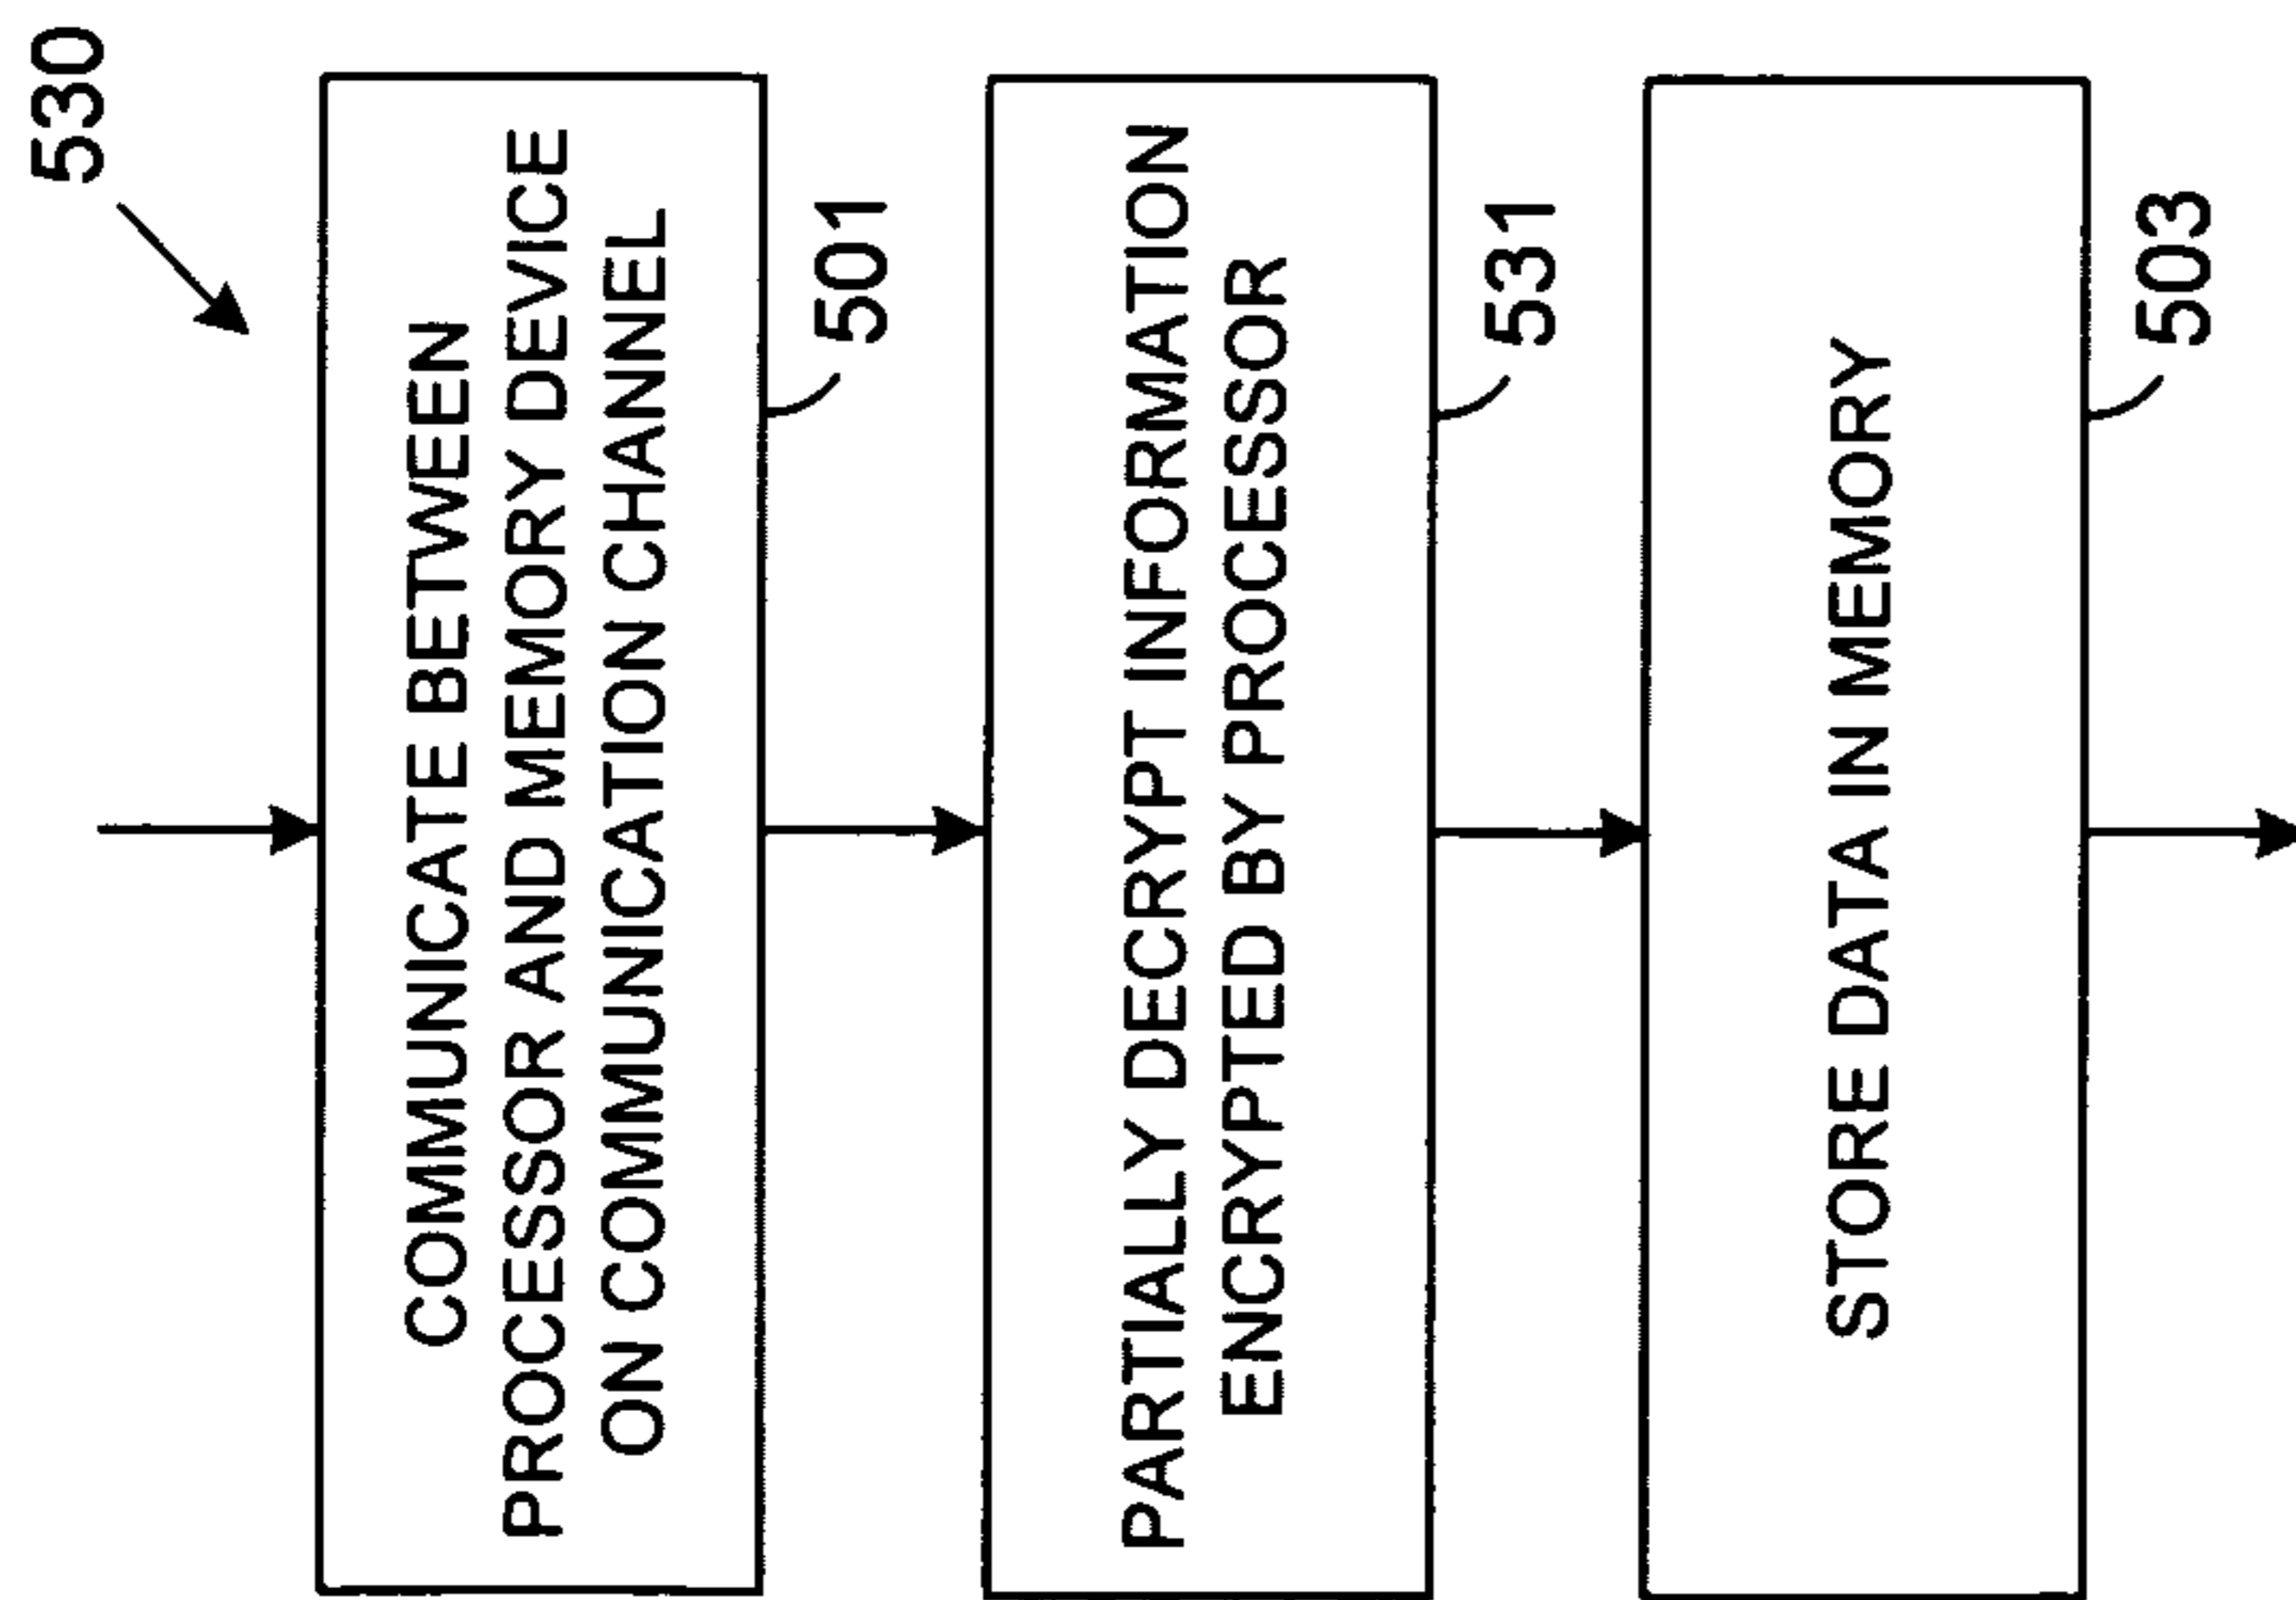 530
COMMUNICATE BETWEEN
PROCESSOR AND MEMORY DEVICE
ON COMMUNICATION CHANNEL
501
PARTIALLY DECRYPT INFORMATION
ENCRYPTED BY PROCESSOR
531
STORE DATA IN MEMORY
503